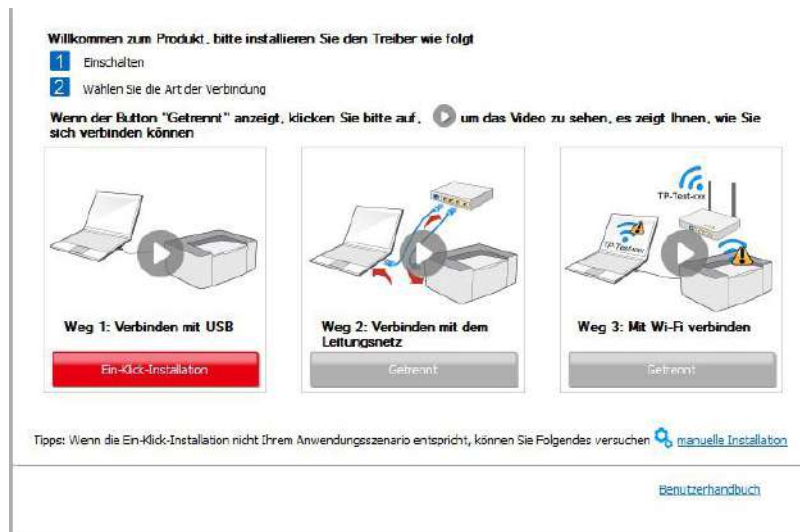 Willkommen zum Produkt, bitte installieren Sie den Treiber wie folgt
1 Einschalten
2 Wählen Sie die Art der Verbindung
Wenn der Button "Getrennt" anzeigt, klicken Sie bitte auf, um das Video zu sehen, es zeigt Ihnen, wie Sie
sich verbinden können
TP-Test-xxx
TP-Test-xxx
Weg 1: Verbinden mit USB
Ein-Klick-Installation
Weg 2: Verbinden mit dem
Leitungsnetz
Getrennt
Weg 3: Mit Wi-Fi verbinden
Getrennt
Tipps: Wenn die Ein-Klick-Installation nicht Ihrem Anwendungsszenario entspricht, können Sie Folgendes versuchen manuelle Installation
Benutzerhandbuch